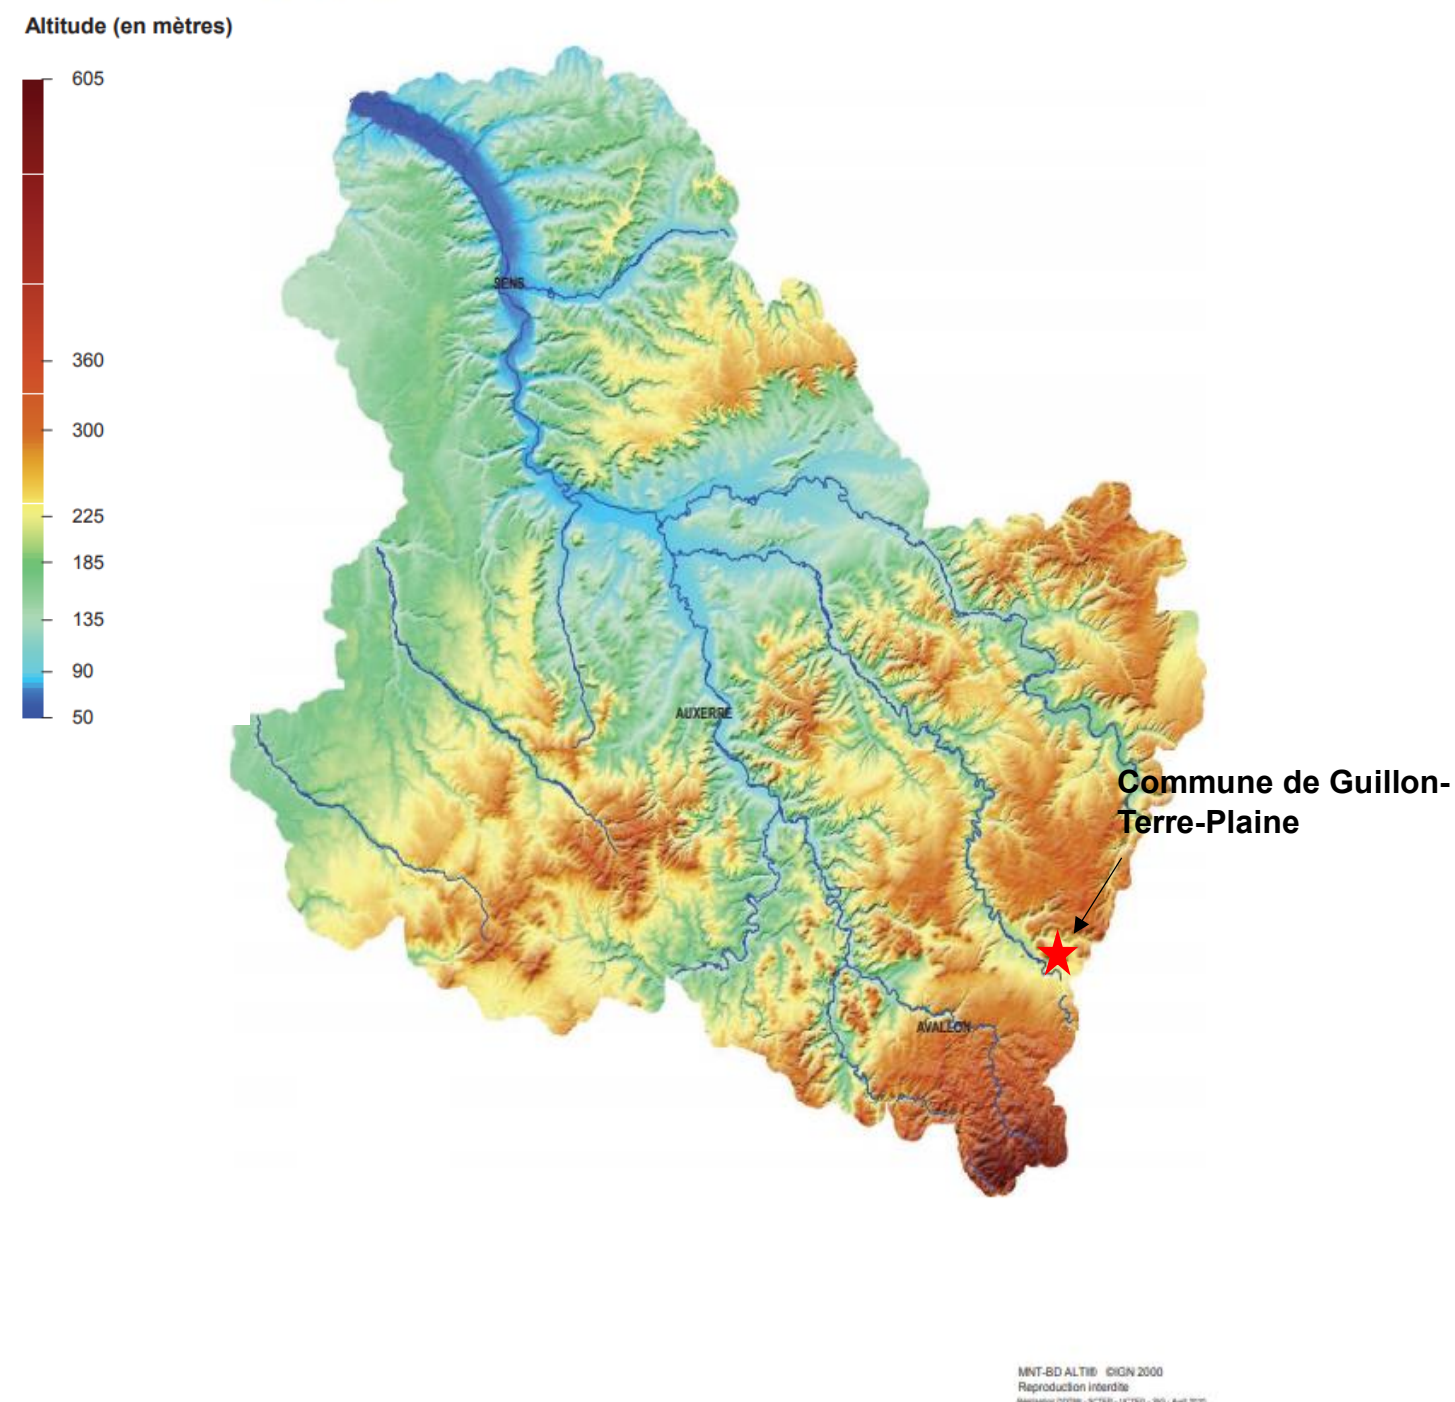 Altitude (en mètres)
605
360
300
225
185
135
90
50
SENS
AUXERRE
Commune de Guillon-
Terre-Plaine
AVALLON
MNT-BD ALTI® ©IGN 2000
Reproduction interdite